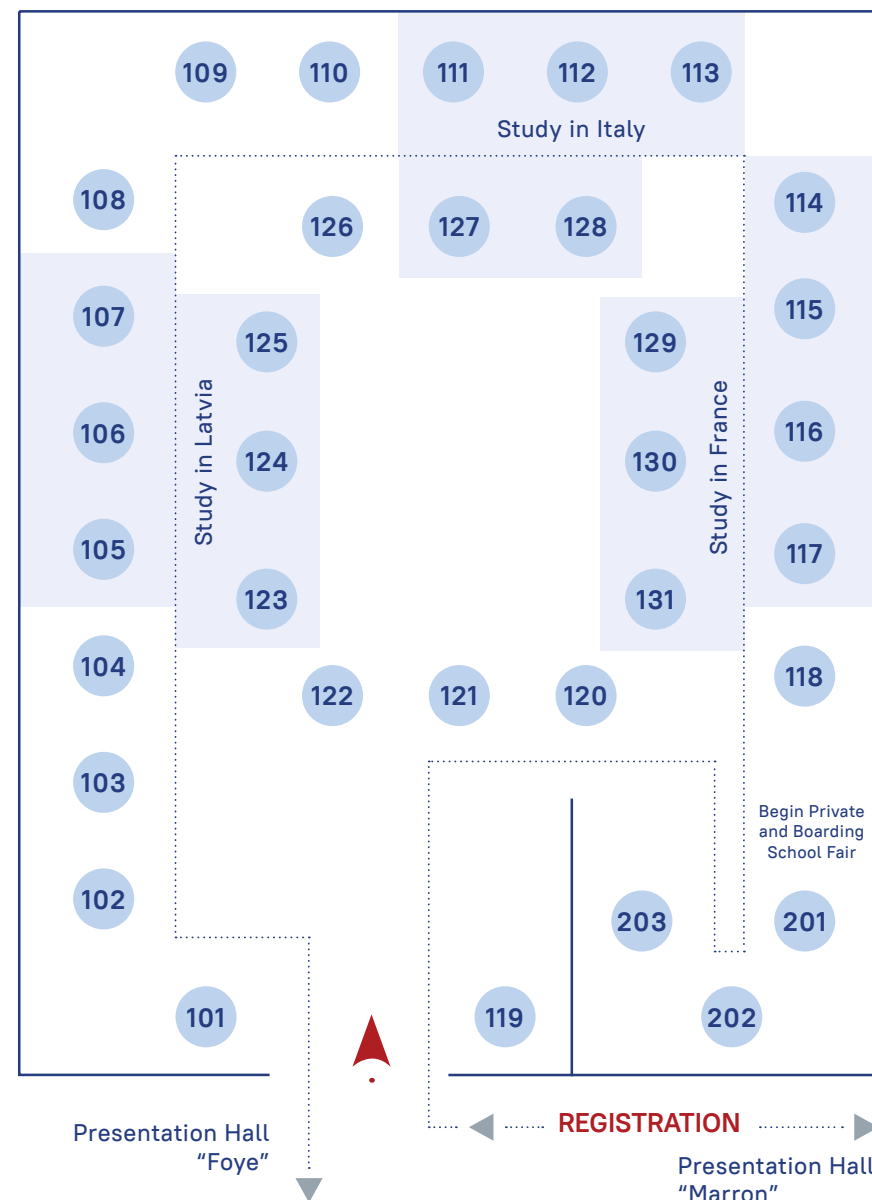 109 110 111 112 113
Study in Italy
108
126 127 128
114
107
125
129
115
106
124
130
116
Study in Latvia
Study in France
105
123
131
117
104
122 121 120
118
103
Begin Private
and Boarding
School Fair
102
203
201
101
119
202
REGISTRATION
Presentation Hall
“Foye”
Presentation Hall
“Marron”